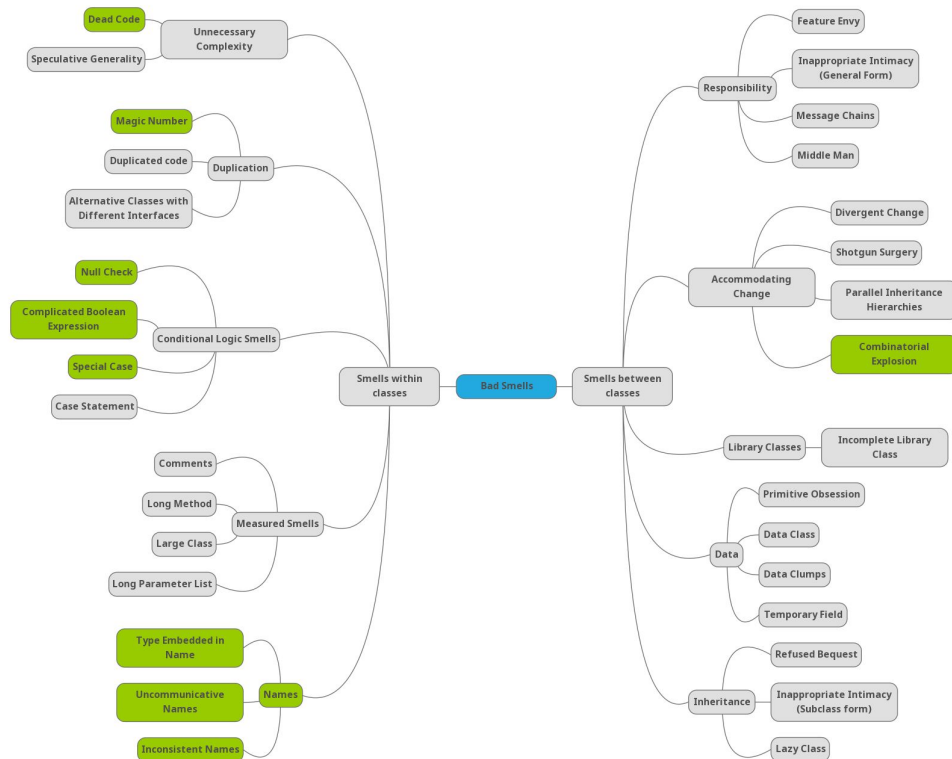 Dead Code
Unnecessary
Complexity
Speculative Generality
Magic Number
Duplicated code
Duplication
Alternative Classes with
Different Interfaces
Null Check
Complicated Boolean
Expression
Conditional Logic Smells
Special Case
Case Statement
Comments
Long Method
Measured Smells
Large Class
Long Parameter List
Type Embedded in
Name
Uncommunicative
Names
Names
Inconsistent Names
Smells within
classes
Bad Smells
Smells between
classes
Feature Envy
Responsibility
Inappropriate Intimacy
(General Form)
Message Chains
Middle Man
Divergent Change
Shotgun Surgery
Accommodating
Change
Parallel Inheritance
Hierarchies
Combinatorial
Explosion
Library Classes
Incomplete Library
Class
Primitive Obsession
Data Class
Data
Data Clumps
Temporary Field
Refused Bequest
Inheritance
Inappropriate Intimacy
(Subclass form)
Lazy Class